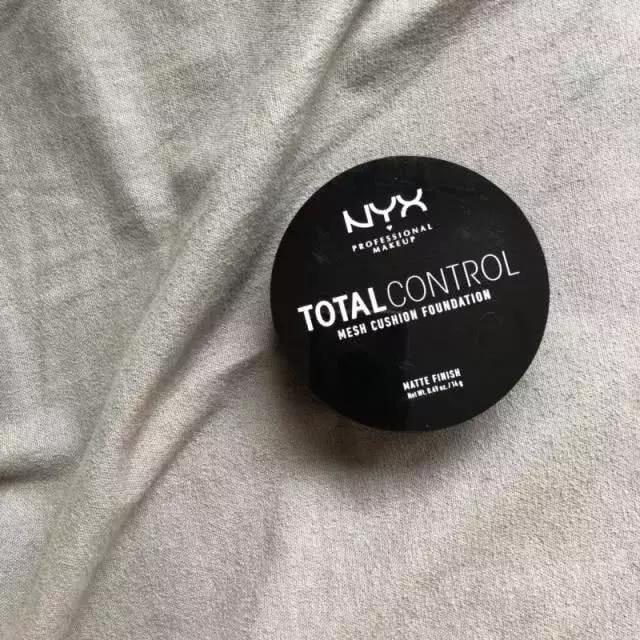 NYX
PROFESSIONAL
MAKEUP
TOTAL CONTROL
MESH CUSHION FOUNDATION
MATTE FINISH
Net Wt. 0.49 oz. / 14 g